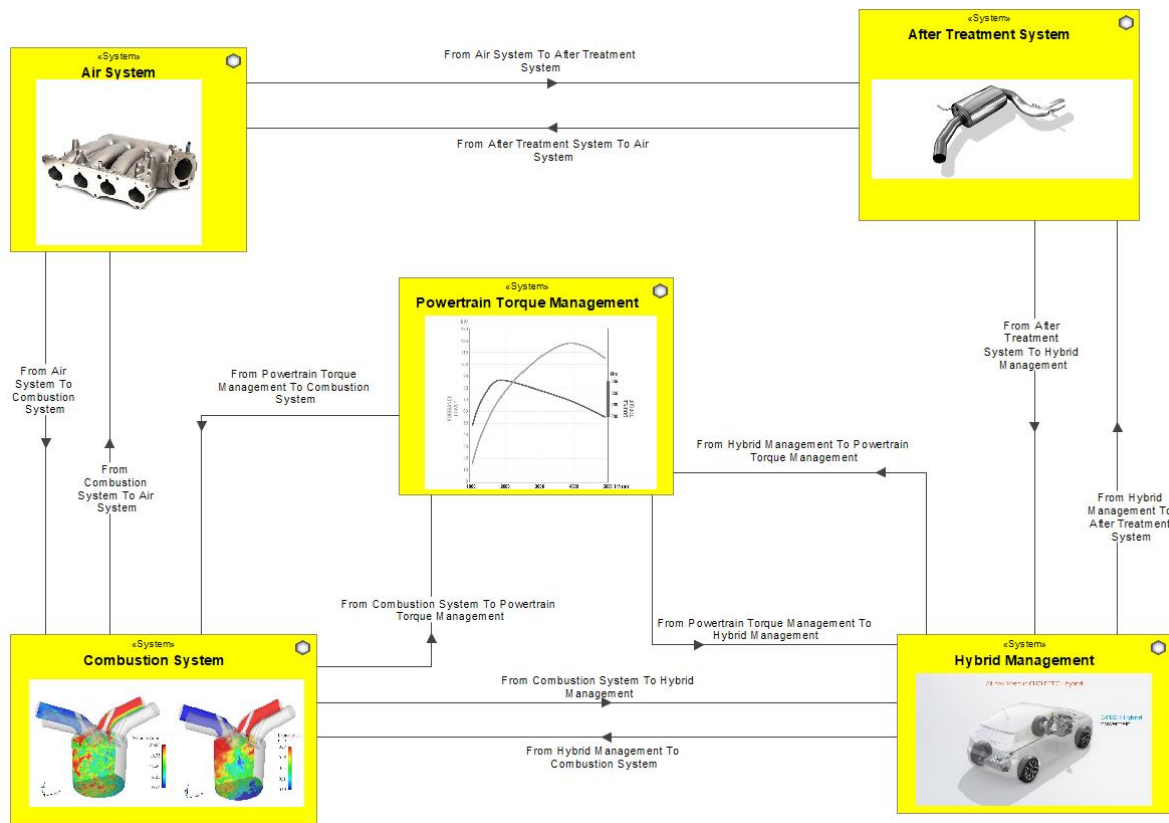 «System»
After Treatment System
«System»
Air System
From Air System To After Treatment
System
From After Treatment System To Air
System
«System»
Powertrain Torque Management
1000
2000
3000
4000
From Air
System To
Combustion
System
From Powertrain Torque
Management To Combustion
System
From After
Treatment
System To Hybrid
Management
From Hybrid Management To Powertrain
Torque Management
From
Combustion
System To Air
System
From Hybrid
Management To
After Treatment
System
From Combustion System To Powertrain
Torque Management
From Powertrain Torque Management To
Hybrid Management
«System»
Combustion System
From Combustion System To Hybrid
Management
From Hybrid Management To
Combustion System
«System»
Hybrid Management